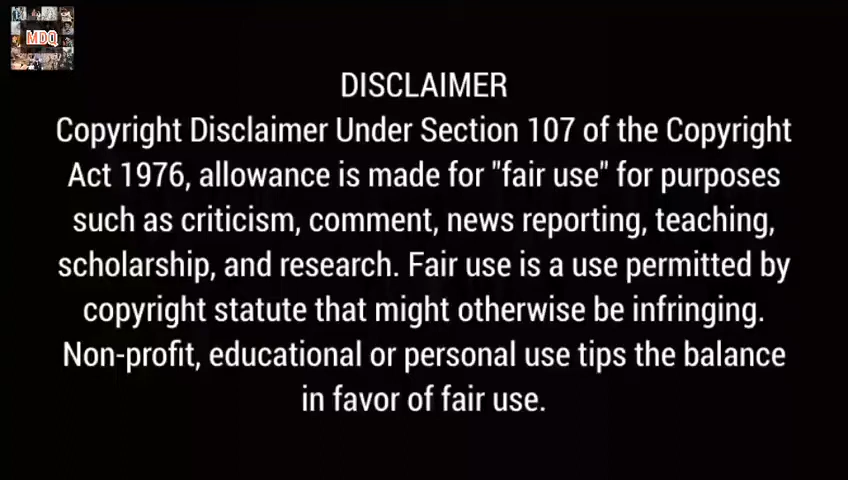 MDQ
DISCLAIMER
Copyright Disclaimer Under Section 107 of the Copyright
Act 1976, allowance is made for "fair use" for purposes
such as criticism, comment, news reporting, teaching,
scholarship, and research. Fair use is a use permitted by
copyright statute that might otherwise be infringing.
Non-profit, educational or personal use tips the balance
in favor of fair use.